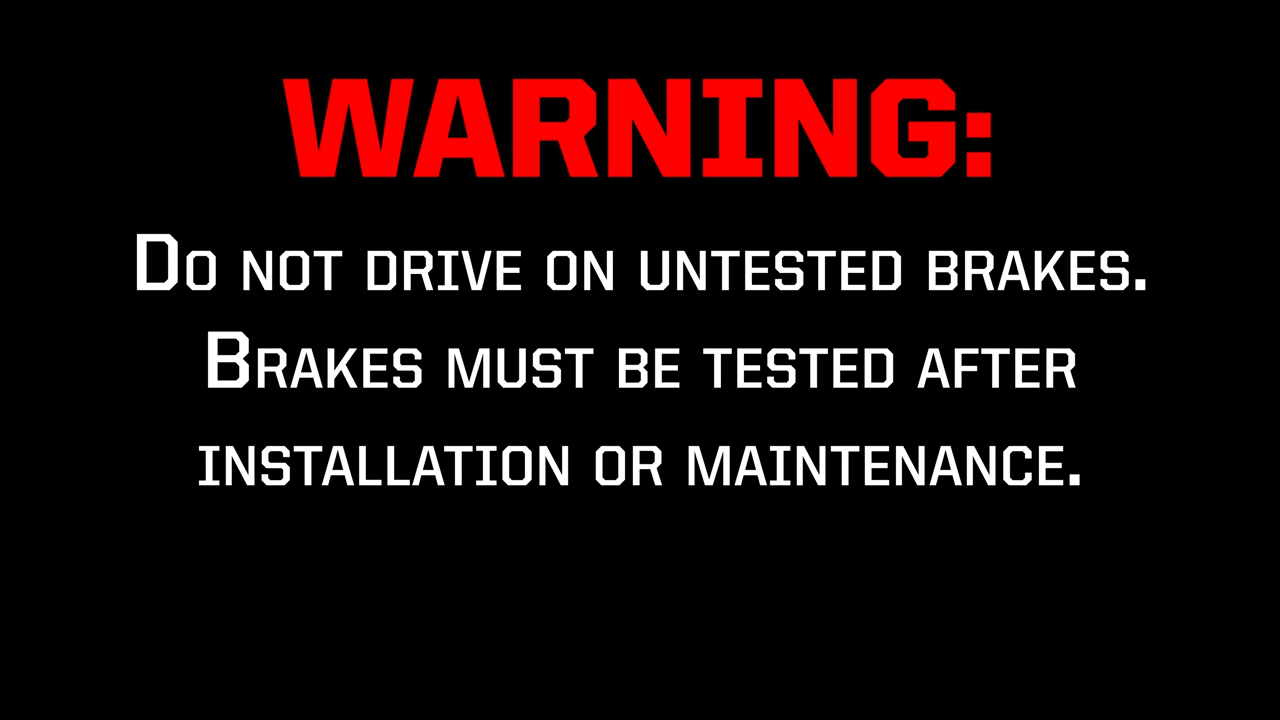 WARNING:
Do not drive on untested brakes.
Brakes must be tested after
installation or maintenance.